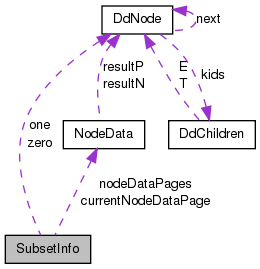 DdNode
next
resultP
resultN
E
T
kids
one
zero
NodeData
DdChildren
nodeDataPages
currentNodeDataPage
SubsetInfo